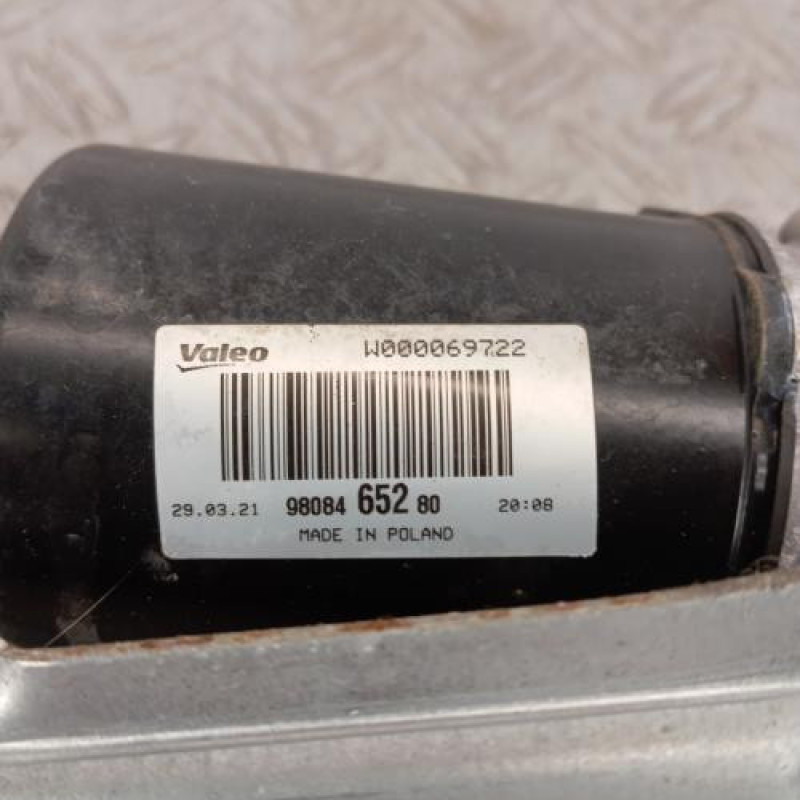 Valeo W000069722
29.03.21 98084 652 80 20:08
MADE IN POLAND